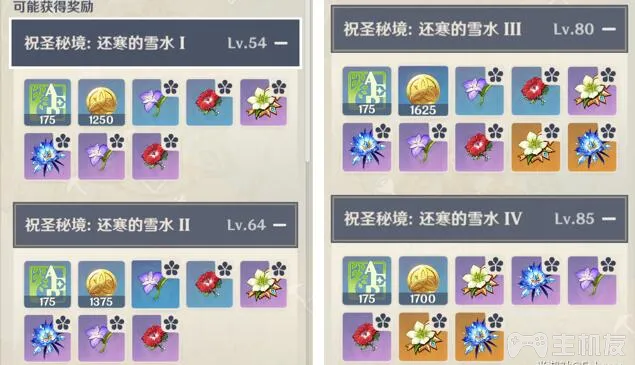 可能获得奖励
祝圣秘境: 还寒的雪水 I Lv.54
175 1250
祝圣秘境: 还寒的雪水 II Lv.64
175 1375
祝圣秘境: 还寒的雪水 III Lv.80
175 1625
祝圣秘境: 还寒的雪水 IV Lv.85
175 1700
主机友